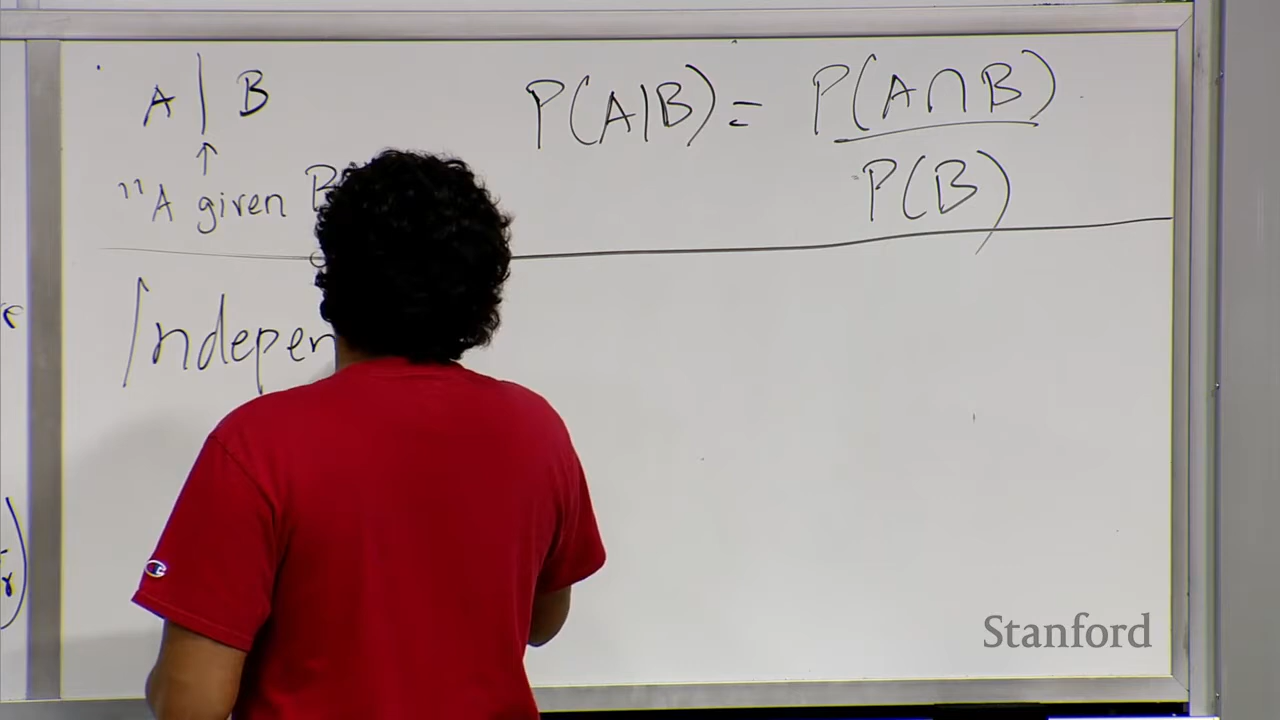 A | B
P(A|B) = P(A∩B)
P(B)
↑
"A given B
Indepen
Stanford